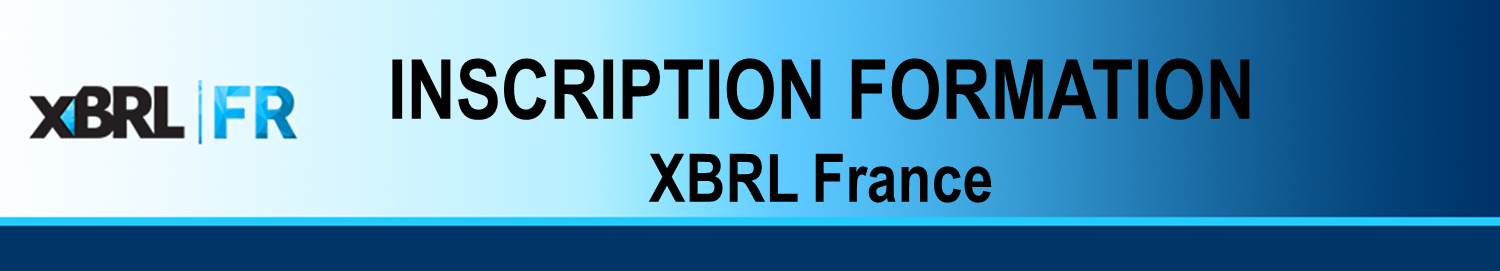 xBRL FR
INSCRIPTION FORMATION
XBRL France